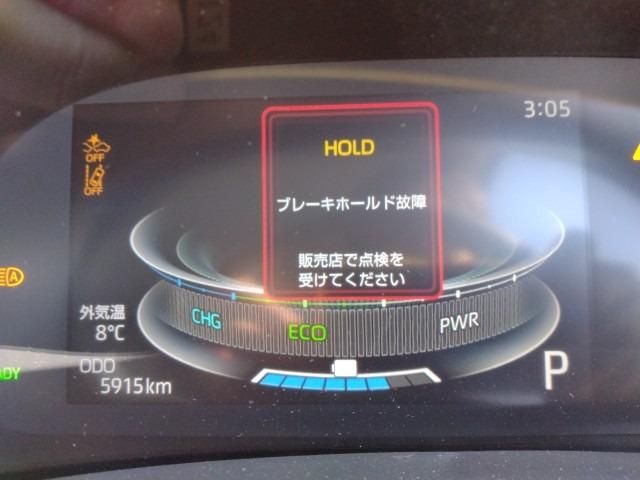 3:05
OFF
OFF
HOLD
ブレーキホールド故障
販売店で点検を
受けてください
A
外気温
8℃
CHG
ECO
PWR
ODO
5915km
P